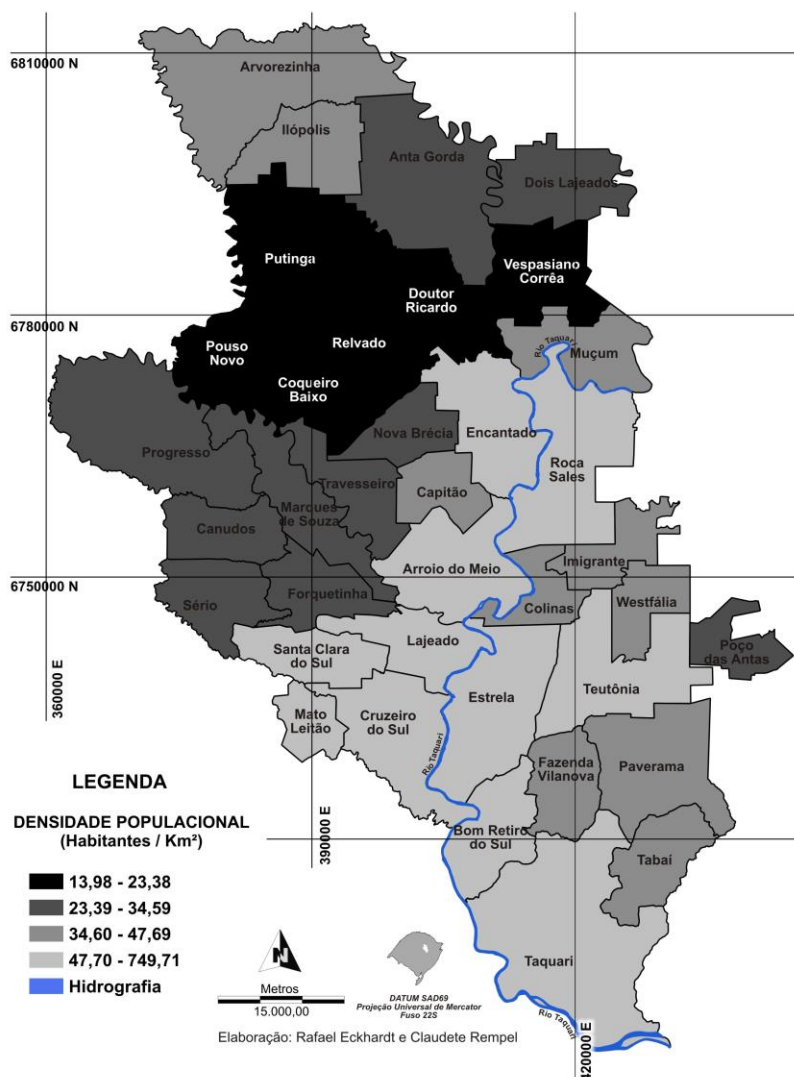 6810000 N
Arvorezinha
Ilópolis
Anta Gorda
Dois Lajeados
Putinga
Vespasiano
Corrêa
Doutor
Ricardo
6780000 N
Pouso
Novo
Relvado
Rio Taquari
Muçum
Coqueiro
Baixo
Nova Brécia
Encantado
Progresso
Roca
Sales
Travesseiro
Capitão
Marques
de Souza
Canudos
Imigrante
Arroio do Meio
6750000 N
Sério
Forquetinha
Colinas
Westfália
Santa Clara
do Sul
Lajeado
Poço
das Antas
360000 E
Estrela
Teutônia
Mato
Leitão
Cruzeiro
do Sul
Rio Taquari
Fazenda
Vilanova
Paverama
LEGENDA
DENSIDADE POPULACIONAL
(Habitantes / Km²)
390000 E
Bom Retiro
do Sul
Tabaí
13,98 - 23,38
23,39 - 34,59
34,60 - 47,69
47,70 - 749,71
Hidrografia
N
Metros
15.000,00
DATUM SAD69
Projeção Universal de Mercator
Fuso 22S
Taquari
Rio Taquari
420000 E
Elaboração: Rafael Eckhardt e Claudete Rempel